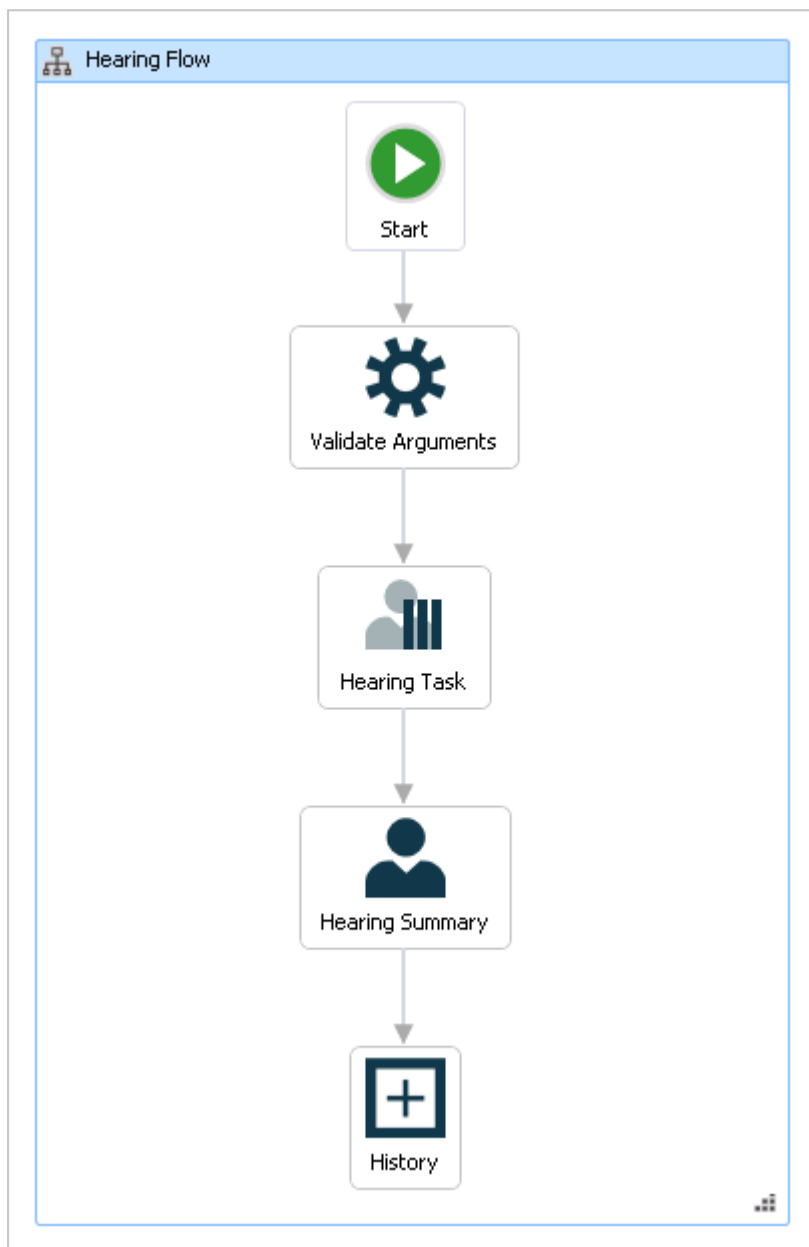 Hearing Flow
Start
Validate Arguments
Hearing Task
Hearing Summary
History